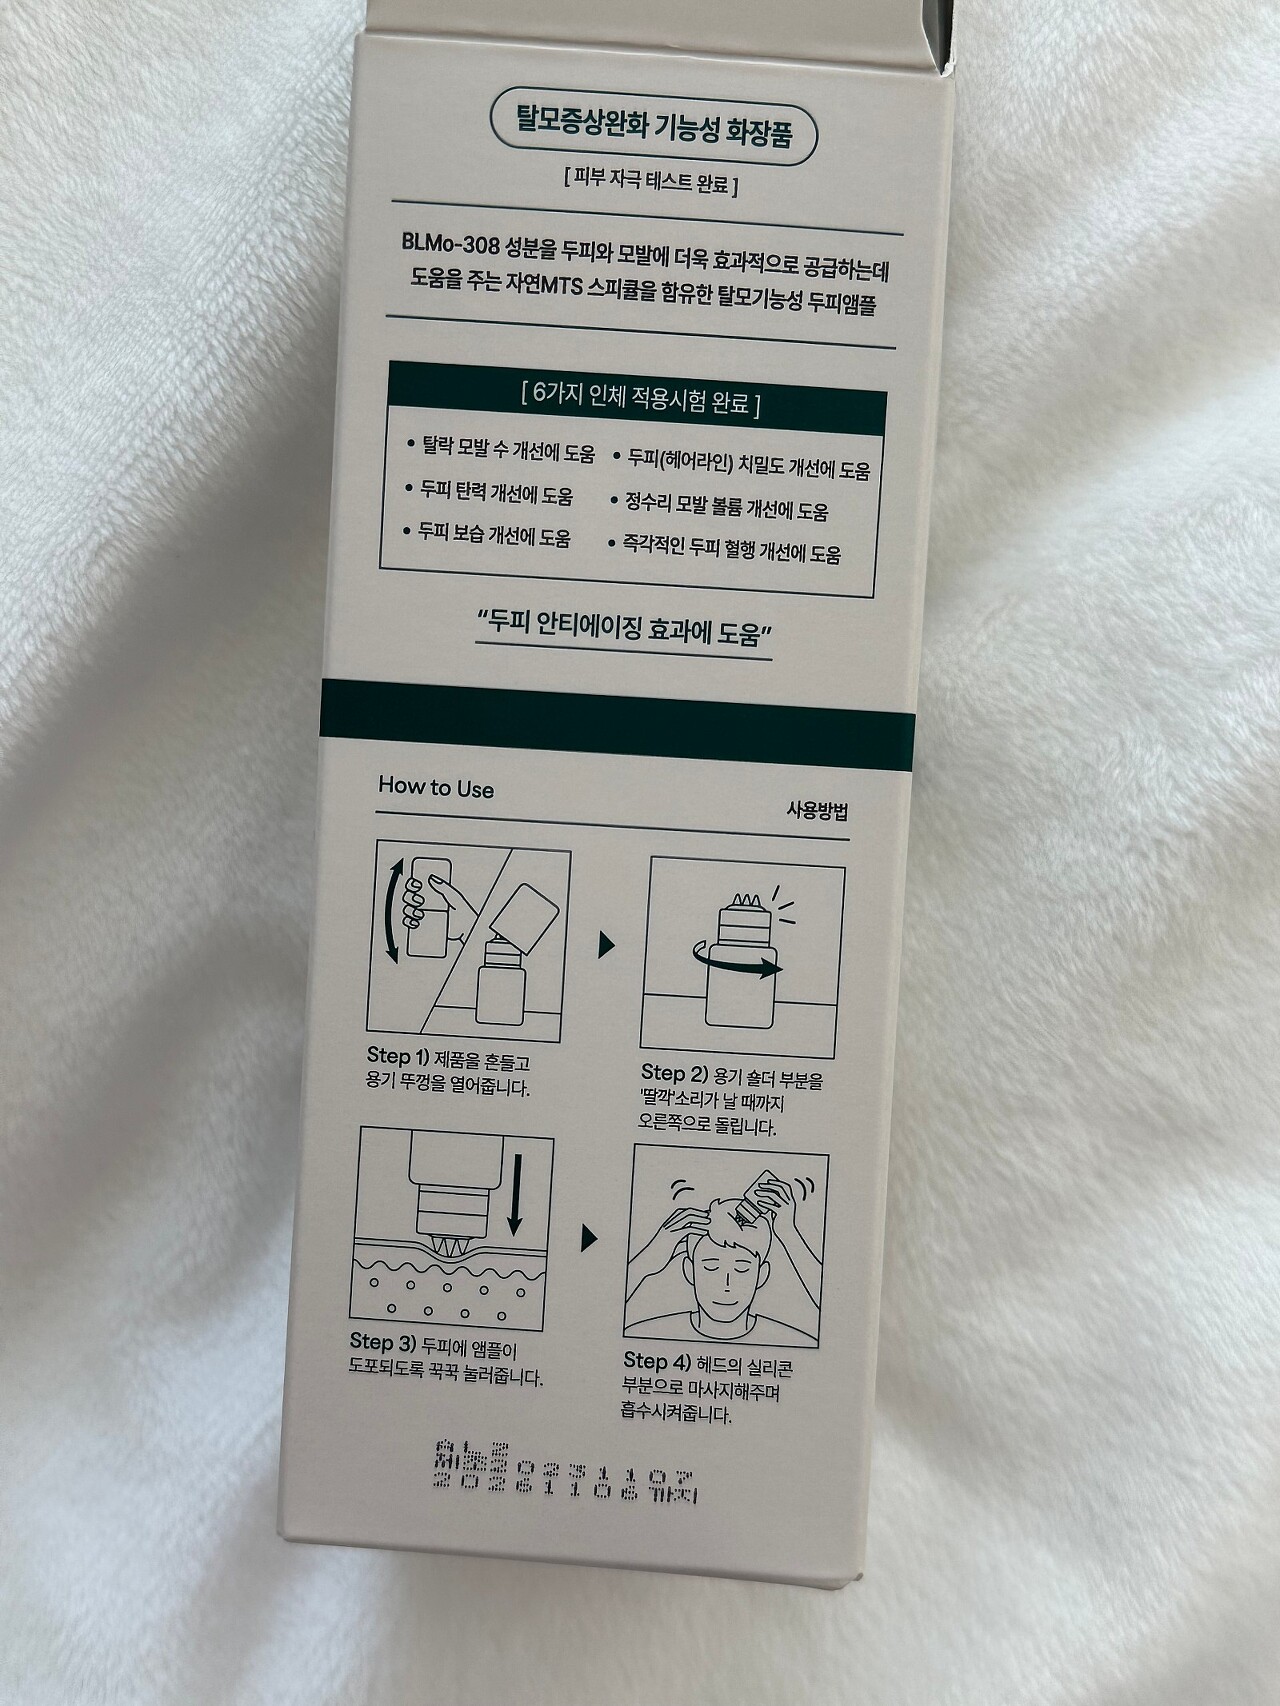 탈모증상완화 기능성 화장품
[ 피부 자극 테스트 완료 ]
BLMo-308 성분을 두피와 모발에 더욱 효과적으로 공급하는데
도움을 주는 자연MTS 스피큘을 함유한 탈모기능성 두피앰플
[ 6가지 인체 적용시험 완료 ]
• 탈락 모발 수 개선에 도움
• 두피(헤어라인) 치밀도 개선에 도움
• 두피 탄력 개선에 도움
• 정수리 모발 볼륨 개선에 도움
• 두피 보습 개선에 도움
• 즉각적인 두피 혈행 개선에 도움
“두피 안티에이징 효과에 도움”
How to Use
사용방법
Step 1) 제품을 흔들고
용기 뚜껑을 열어줍니다.
Step 2) 용기 숄더 부분을
'딸깍'소리가 날 때까지
오른쪽으로 돌립니다.
Step 3) 두피에 앰플이
도포되도록 꾹꾹 눌러줍니다.
Step 4) 헤드의 실리콘
부분으로 마사지해주며
흡수시켜줍니다.
20261106 까지